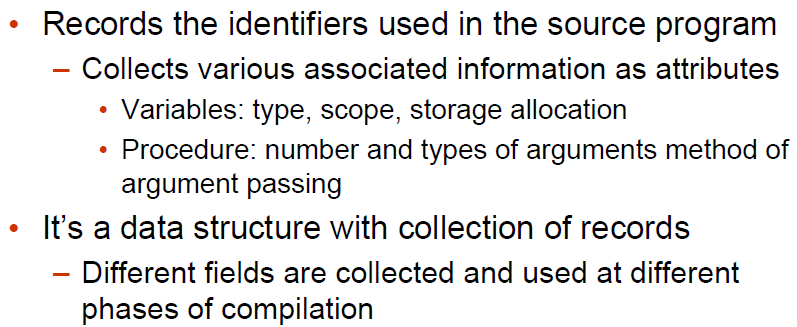 • Records the identifiers used in the source program
– Collects various associated information as attributes
• Variables: type, scope, storage allocation
• Procedure: number and types of arguments method of
argument passing
• It's a data structure with collection of records
– Different fields are collected and used at different
phases of compilation